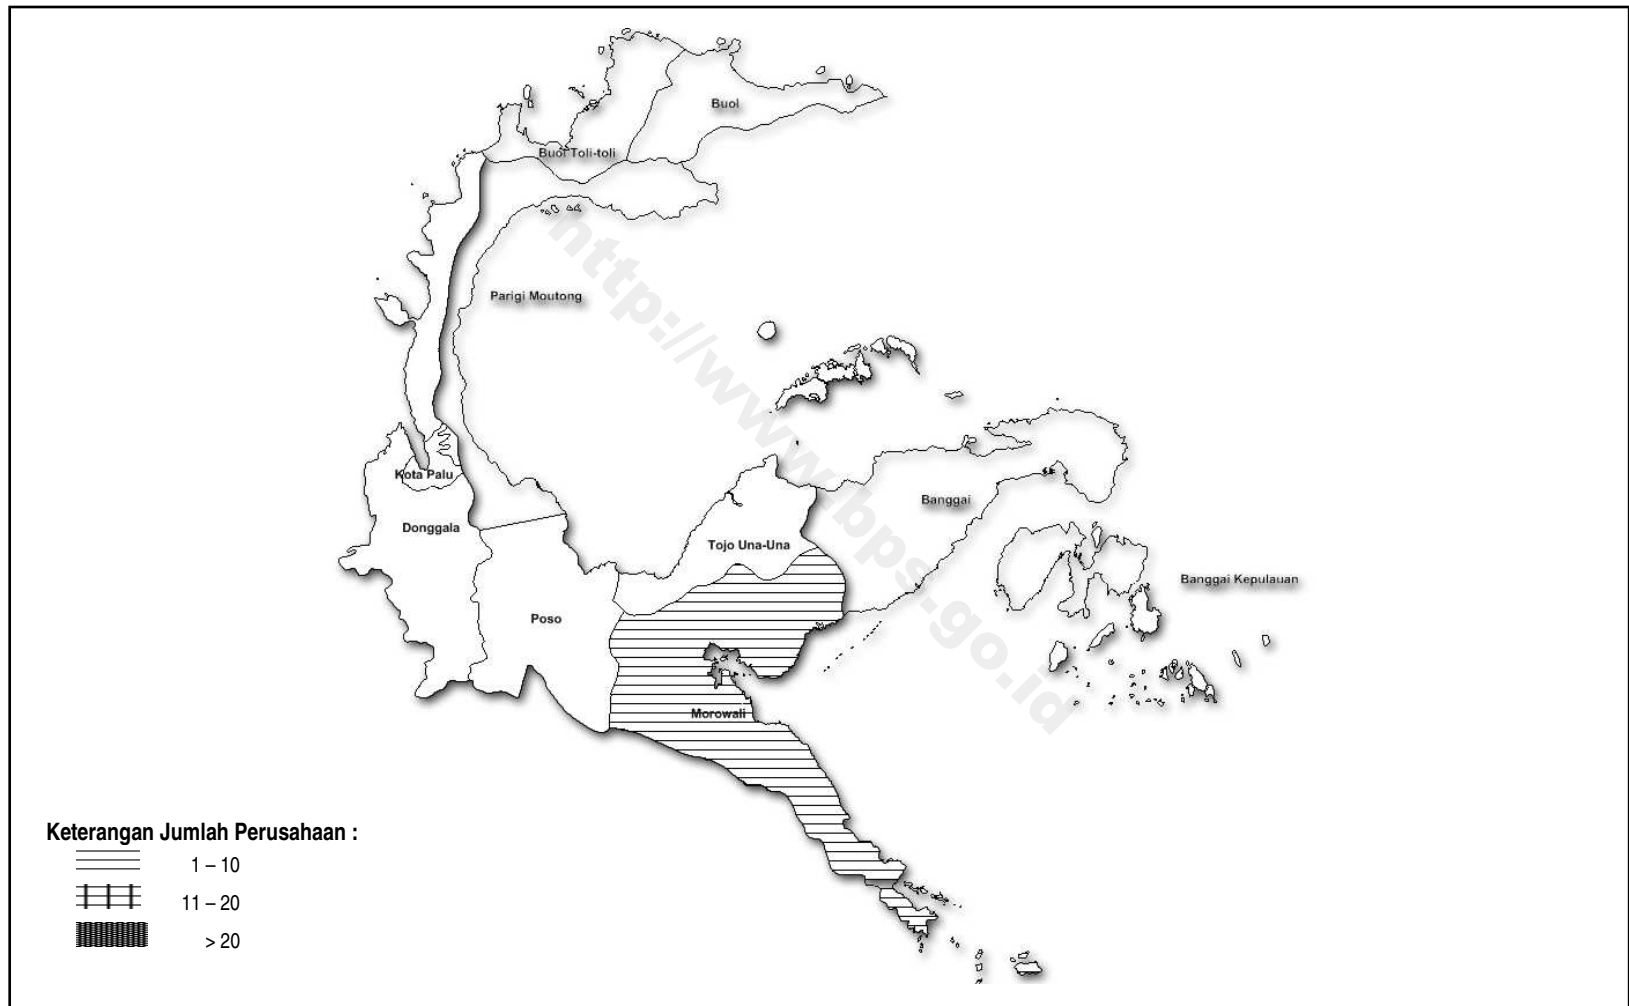 Buol
Buol Toli-toli
Parigi Moutong
Kota Palu
Banggai
Donggala
Tojo Una-Una
Banggai Kepulauan
Poso
Morowali
http://www.bps.go.id
Keterangan Jumlah Perusahaan :
1 – 10
11 – 20
> 20